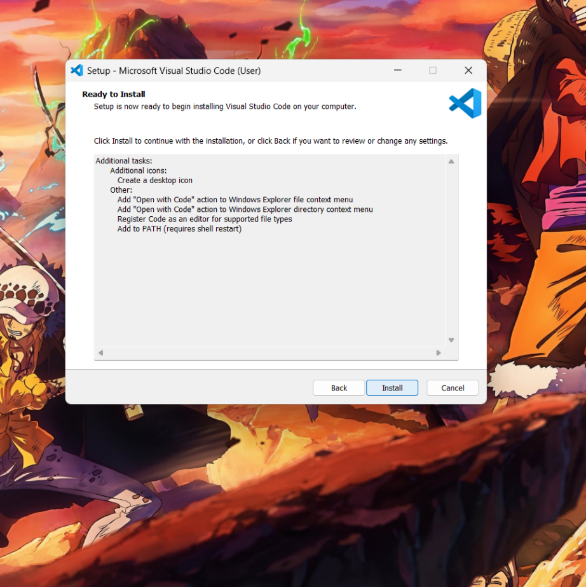 Setup - Microsoft Visual Studio Code (User)
Ready to Install
Setup is now ready to begin installing Visual Studio Code on your computer.
Click Install to continue with the installation, or click Back if you want to review or change any settings.
Additional tasks:
Additional icons:
Create a desktop icon
Other:
Add "Open with Code" action to Windows Explorer file context menu
Add "Open with Code" action to Windows Explorer directory context menu
Register Code as an editor for supported file types
Add to PATH (requires shell restart)
Back
Install
Cancel